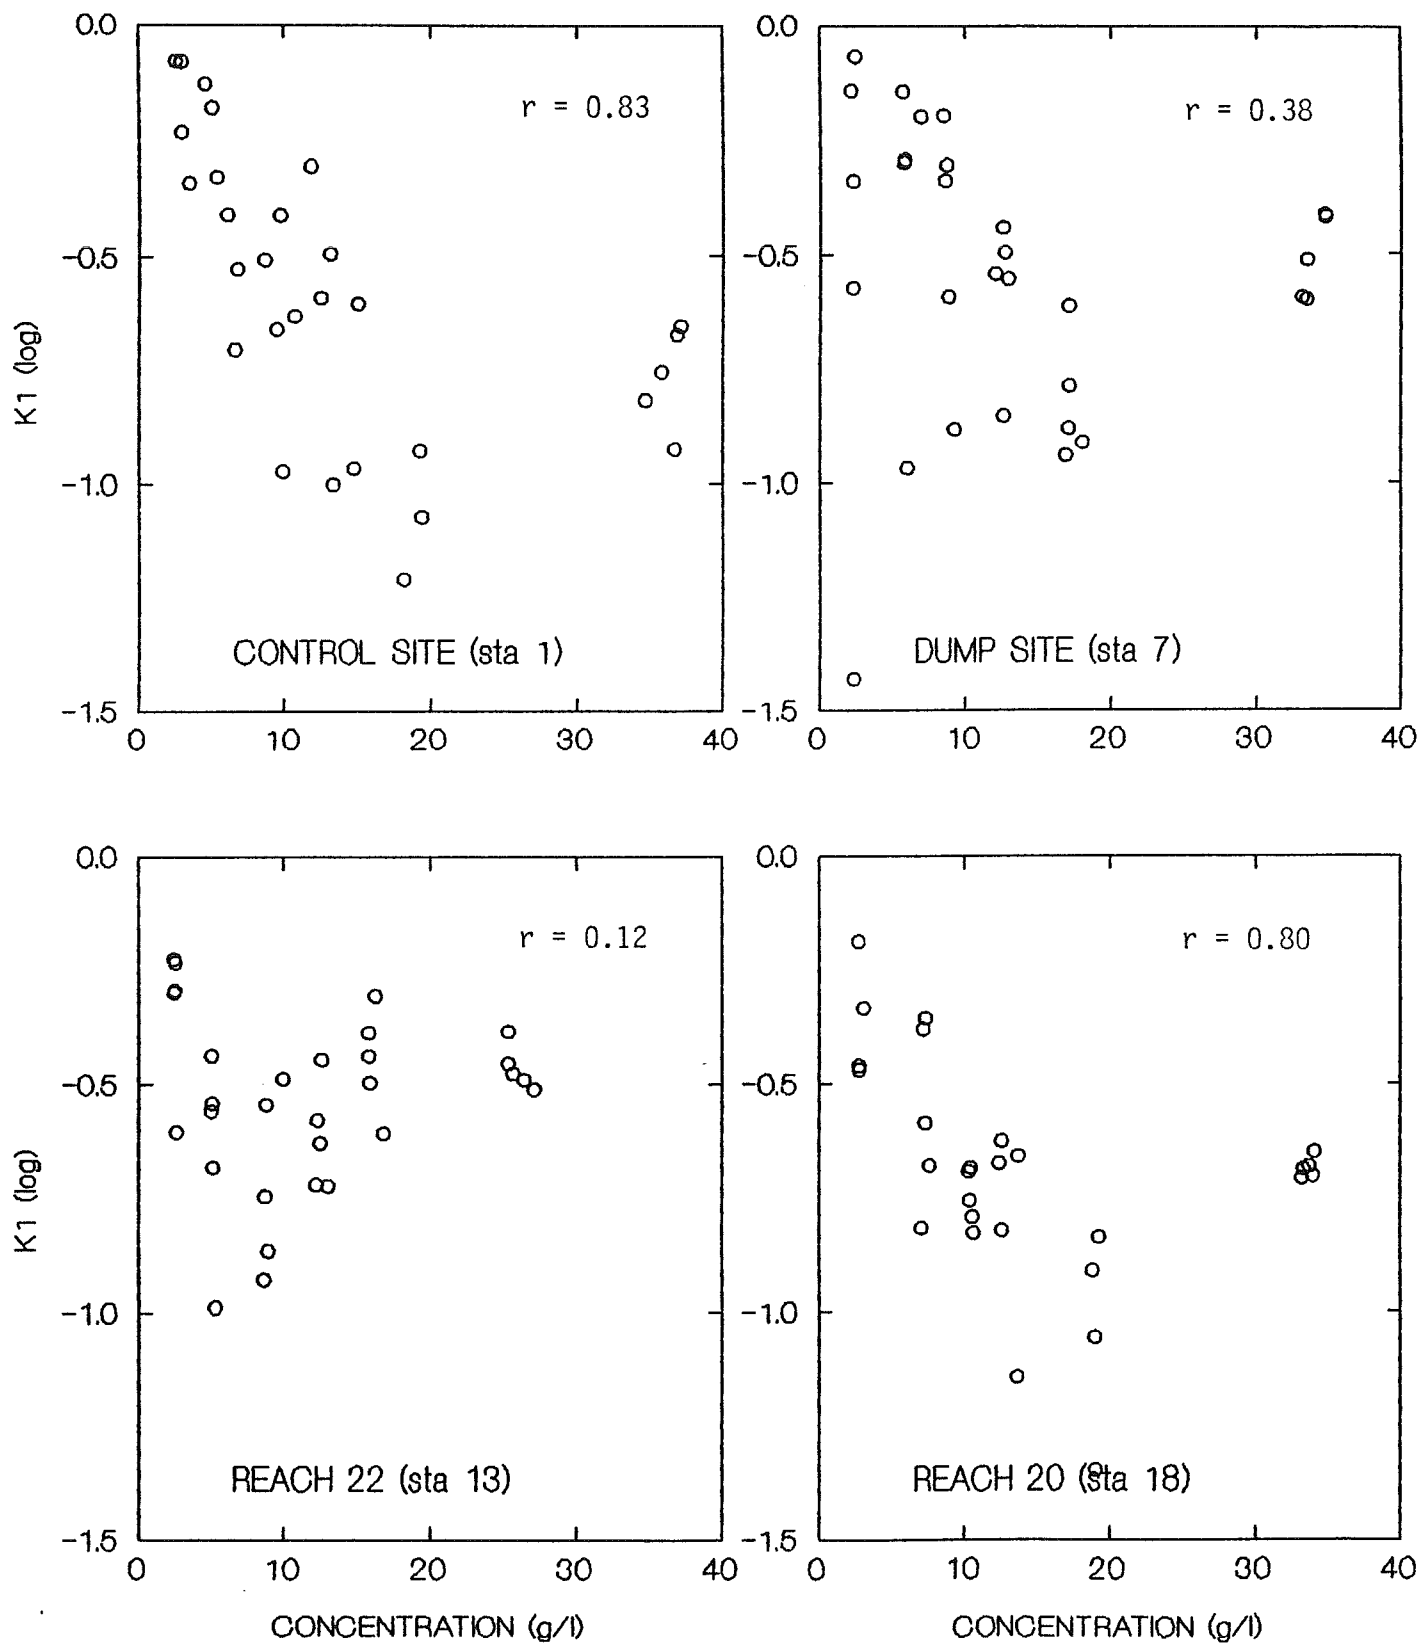 0.0
-0.5
-1.0
-1.5
K1 (log)
r = 0.83
CONTROL SITE (sta 1)
0 10 20 30 40
0.0
-0.5
-1.0
-1.5
r = 0.38
DUMP SITE (sta 7)
0 10 20 30 40
0.0
-0.5
-1.0
-1.5
K1 (log)
r = 0.12
REACH 22 (sta 13)
0 10 20 30 40
CONCENTRATION (g/l)
0.0
-0.5
-1.0
-1.5
r = 0.80
REACH 20 (sta 18)
0 10 20 30 40
CONCENTRATION (g/l)